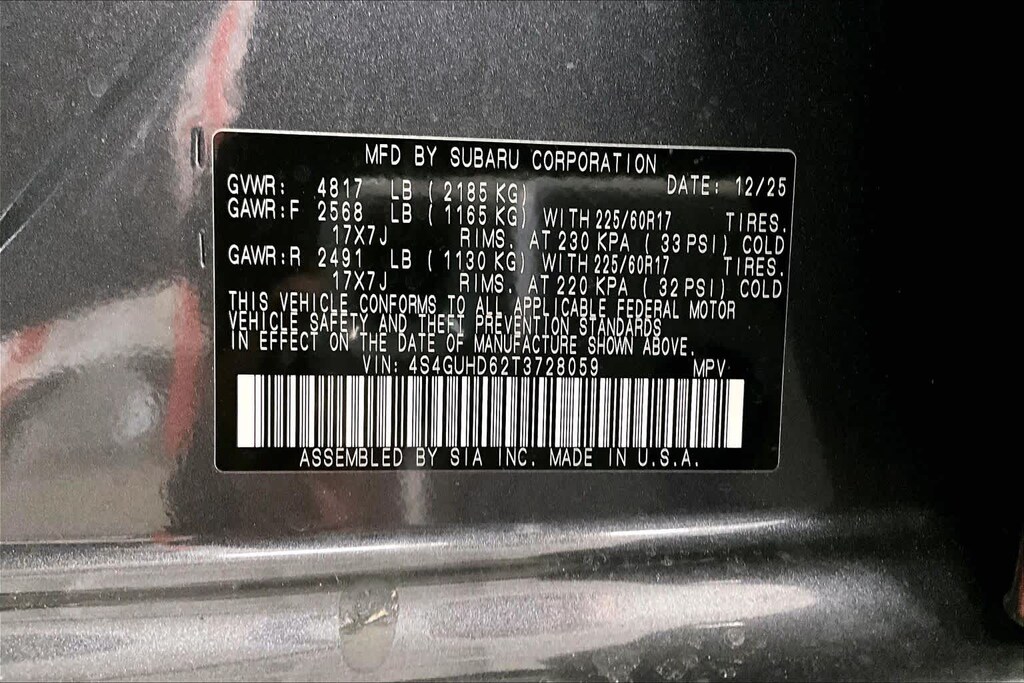 MFD BY SUBARU CORPORATION
GVWR: 4817 LB ( 2185 KG) DATE: 12/25
GAWR:F 2568 LB ( 1165 KG) WITH 225/60R17 TIRES.
17X7J RIMS. AT 230 KPA ( 33 PSI) COLD
GAWR:R 2491 LB ( 1130 KG) WITH 225/60R17 TIRES.
17X7J RIMS. AT 220 KPA ( 32 PSI) COLD
THIS VEHICLE CONFORMS TO ALL APPLICABLE FEDERAL MOTOR
VEHICLE SAFETY AND THEFT PREVENTION STANDARDS
IN EFFECT ON THE DATE OF MANUFACTURE SHOWN ABOVE.
VIN: 4S4GUHD62T3728059 MPV
ASSEMBLED BY SIA INC. MADE IN U.S.A.